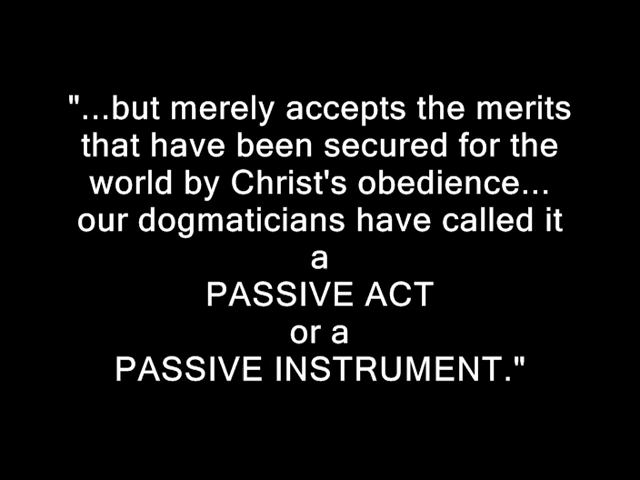 "...but merely accepts the merits
that have been secured for the
world by Christ's obedience...
our dogmaticians have called it
a
PASSIVE ACT
or a
PASSIVE INSTRUMENT."